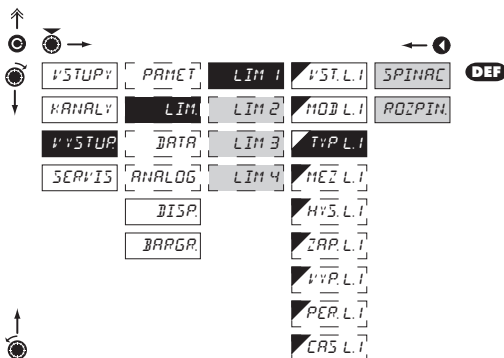 VSTUPY PAMET LIM 1 VST. L. 1 SPINAC DEF
KANALY LIM. LIM 2 MOD L. 1 ROZPIN.
VYSTUP. DATA LIM 3 TYP L. 1
SERVIS ANALOG LIM 4 MEZ L. 1
DISP. HYS. L. 1
BARGR. ZAP. L. 1
VYP. L. 1
PER. L. 1
CAS L. 1